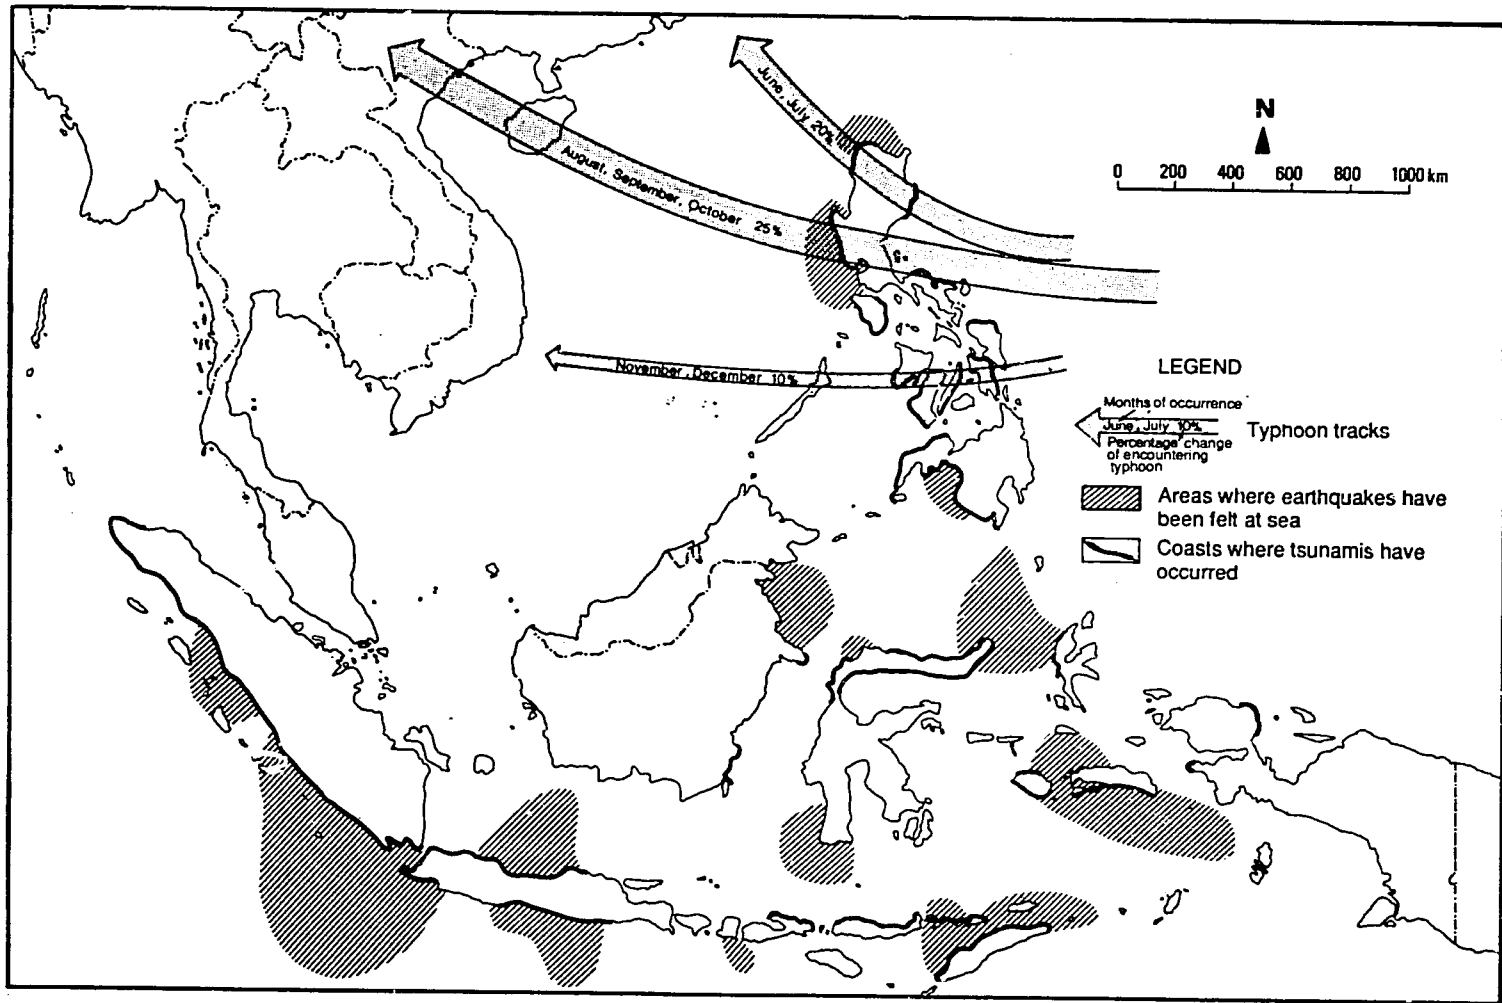 June, July 20%
N
0 200 400 600 800 1000 km
August, September, October 25%
November, December 10%
LEGEND
Months of occurrence
June, July 10%
Percentage change
of encountering
typhoon
Typhoon tracks
Areas where earthquakes have
been felt at sea
Coasts where tsunamis have
occurred